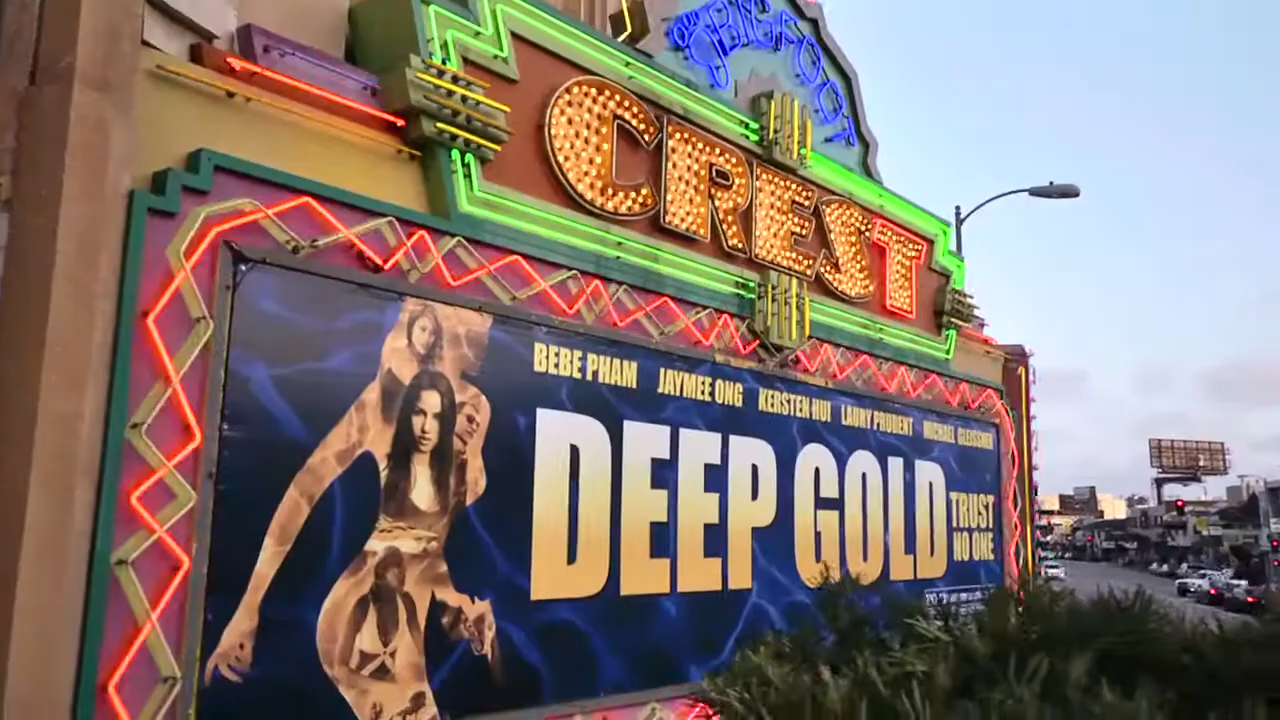 BIGFOOT
CREST
BEBE PHAM JAYMEE ONG KERSTEN HUI LAURY PRUDENT MICHAEL GLEISSNER
DEEP GOLD
TRUST
NO ONE